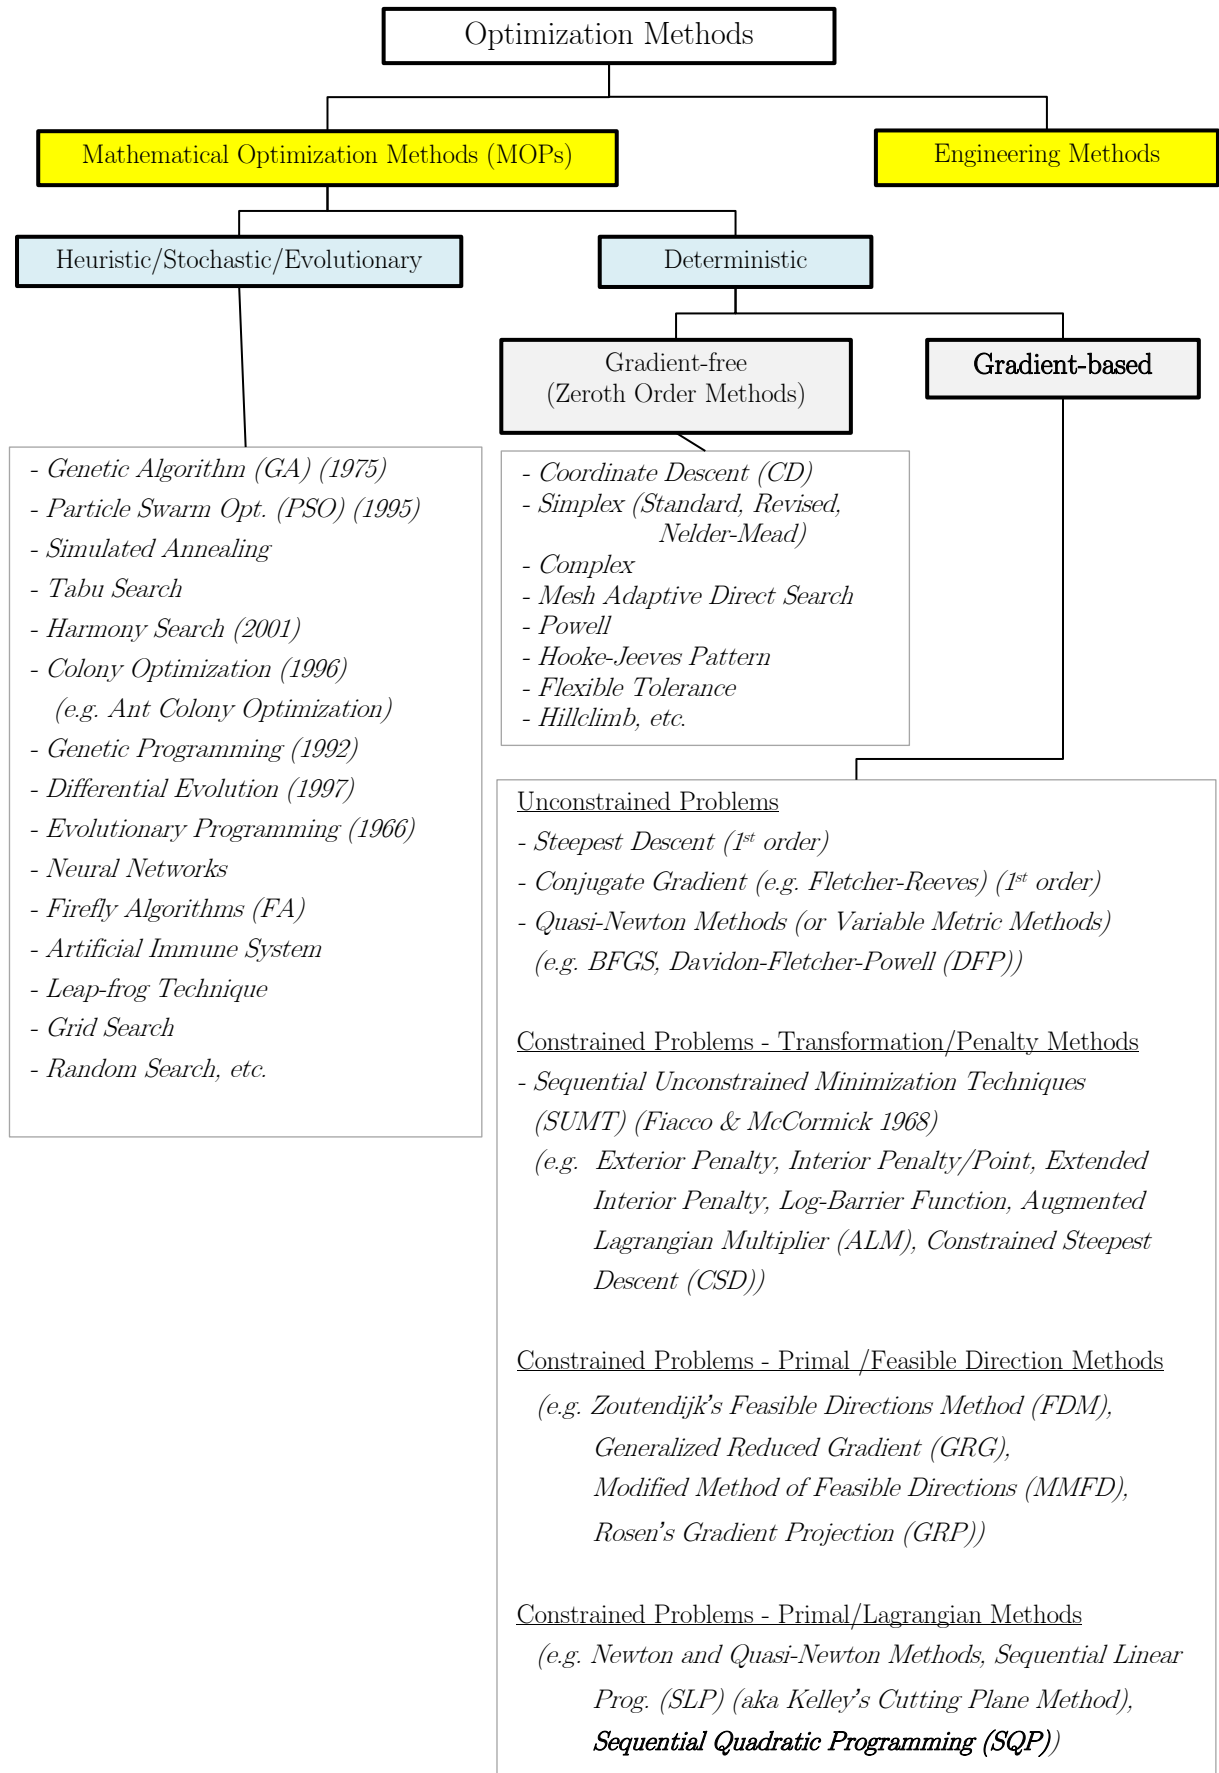 Optimization Methods
Mathematical Optimization Methods (MOPs)
Engineering Methods
Heuristic/Stochastic/Evolutionary
Deterministic
Gradient-free
(Zeroth Order Methods)
Gradient-based
- Genetic Algorithm (GA) (1975)
- Particle Swarm Opt. (PSO) (1995)
- Simulated Annealing
- Tabu Search
- Harmony Search (2001)
- Colony Optimization (1996)
(e.g. Ant Colony Optimization)
- Genetic Programming (1992)
- Differential Evolution (1997)
- Evolutionary Programming (1966)
- Neural Networks
- Firefly Algorithms (FA)
- Artificial Immune System
- Leap-frog Technique
- Grid Search
- Random Search, etc.
- Coordinate Descent (CD)
- Simplex (Standard, Revised,
Nelder-Mead)
- Complex
- Mesh Adaptive Direct Search
- Powell
- Hooke-Jeeves Pattern
- Flexible Tolerance
- Hillclimb, etc.
Unconstrained Problems
- Steepest Descent (1st order)
- Conjugate Gradient (e.g. Fletcher-Reeves) (1st order)
- Quasi-Newton Methods (or Variable Metric Methods)
(e.g. BFGS, Davidon-Fletcher-Powell (DFP))
Constrained Problems - Transformation/Penalty Methods
- Sequential Unconstrained Minimization Techniques
(SUMT) (Fiacco & McCormick 1968)
(e.g. Exterior Penalty, Interior Penalty/Point, Extended
Interior Penalty, Log-Barrier Function, Augmented
Lagrangian Multiplier (ALM), Constrained Steepest
Descent (CSD))
Constrained Problems - Primal /Feasible Direction Methods
(e.g. Zoutendijk's Feasible Directions Method (FDM),
Generalized Reduced Gradient (GRG),
Modified Method of Feasible Directions (MMFD),
Rosen's Gradient Projection (GRP))
Constrained Problems - Primal/Lagrangian Methods
(e.g. Newton and Quasi-Newton Methods, Sequential Linear
Prog. (SLP) (aka Kelley's Cutting Plane Method),
Sequential Quadratic Programming (SQP))